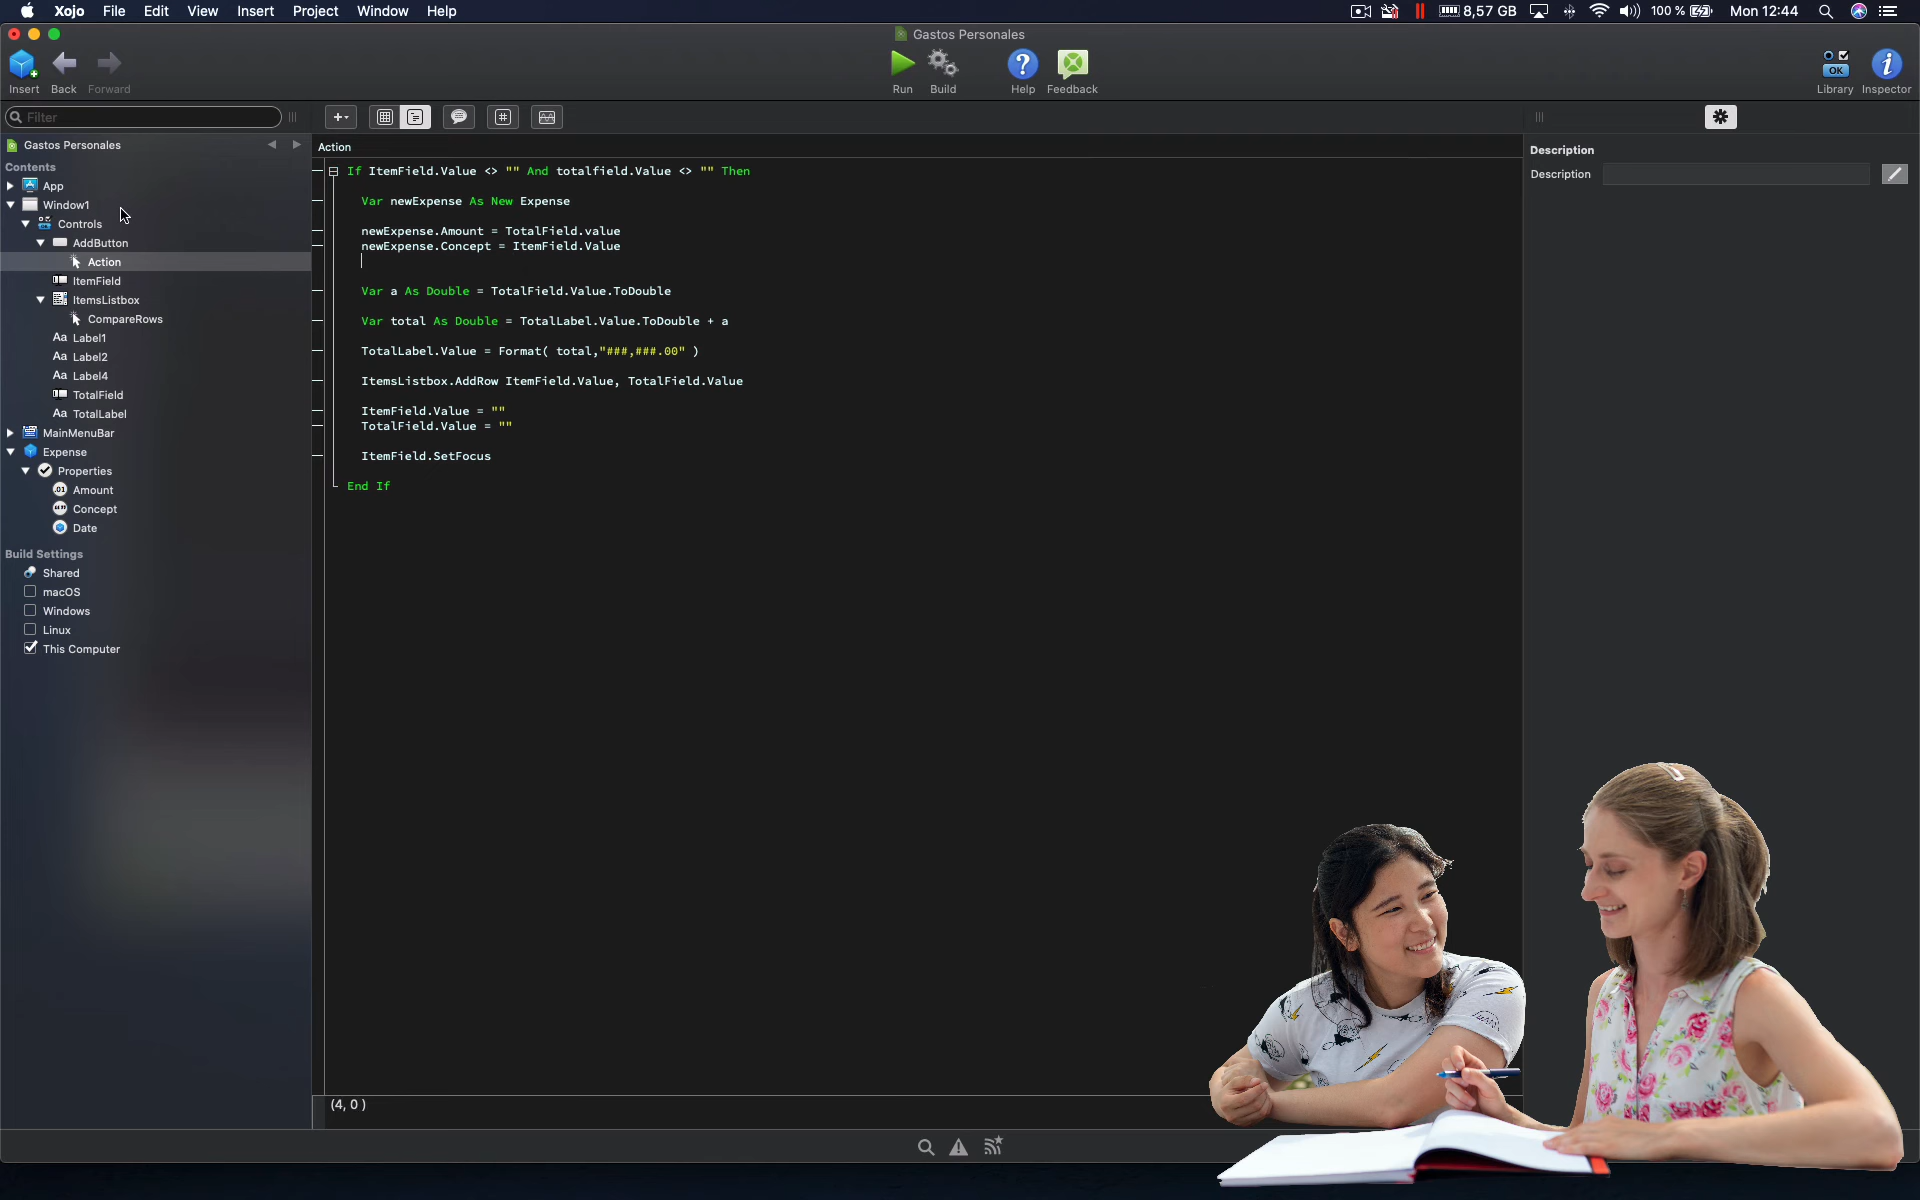 Xojo File Edit View Insert Project Window Help
8,57 GB 100 % Mon 12:44
Gastos Personales
Insert Back Forward
Run Build Help Feedback
OK
Library Inspector
Filter
Gastos Personales
Contents
App
Window1
Controls
AddButton
Action
ItemField
ItemsListbox
CompareRows
Aa Label1
Aa Label2
Aa Label4
TotalField
Aa TotalLabel
MainMenuBar
Expense
Properties
Amount
Concept
Date
Build Settings
Shared
macOS
Windows
Linux
This Computer
Action
If ItemField.Value <> "" And totalfield.Value <> "" Then
Var newExpense As New Expense
newExpense.Amount = TotalField.value
newExpense.Concept = ItemField.Value
Var a As Double = TotalField.Value.ToDouble
Var total As Double = TotalLabel.Value.ToDouble + a
TotalLabel.Value = Format( total,"###,###.00" )
ItemsListbox.AddRow ItemField.Value, TotalField.Value
ItemField.Value = ""
TotalField.Value = ""
ItemField.SetFocus
End If
(4, 0 )
Description
Description